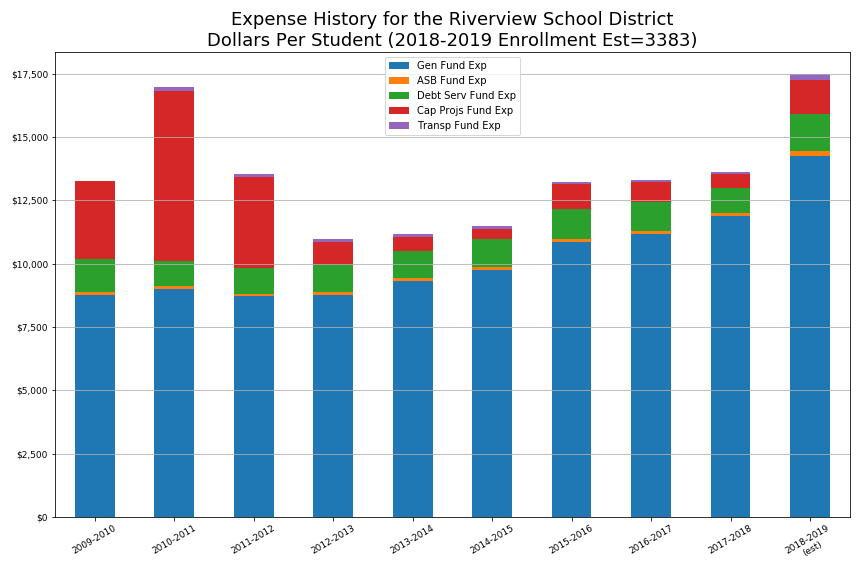 Expense History for the Riverview School District
Dollars Per Student (2018-2019 Enrollment Est=3383)
Gen Fund Exp
ASB Fund Exp
Debt Serv Fund Exp
Cap Projs Fund Exp
Transp Fund Exp
$17,500
$15,000
$12,500
$10,000
$7,500
$5,000
$2,500
$0
2009-2010
2010-2011
2011-2012
2012-2013
2013-2014
2014-2015
2015-2016
2016-2017
2017-2018
2018-2019
(est)